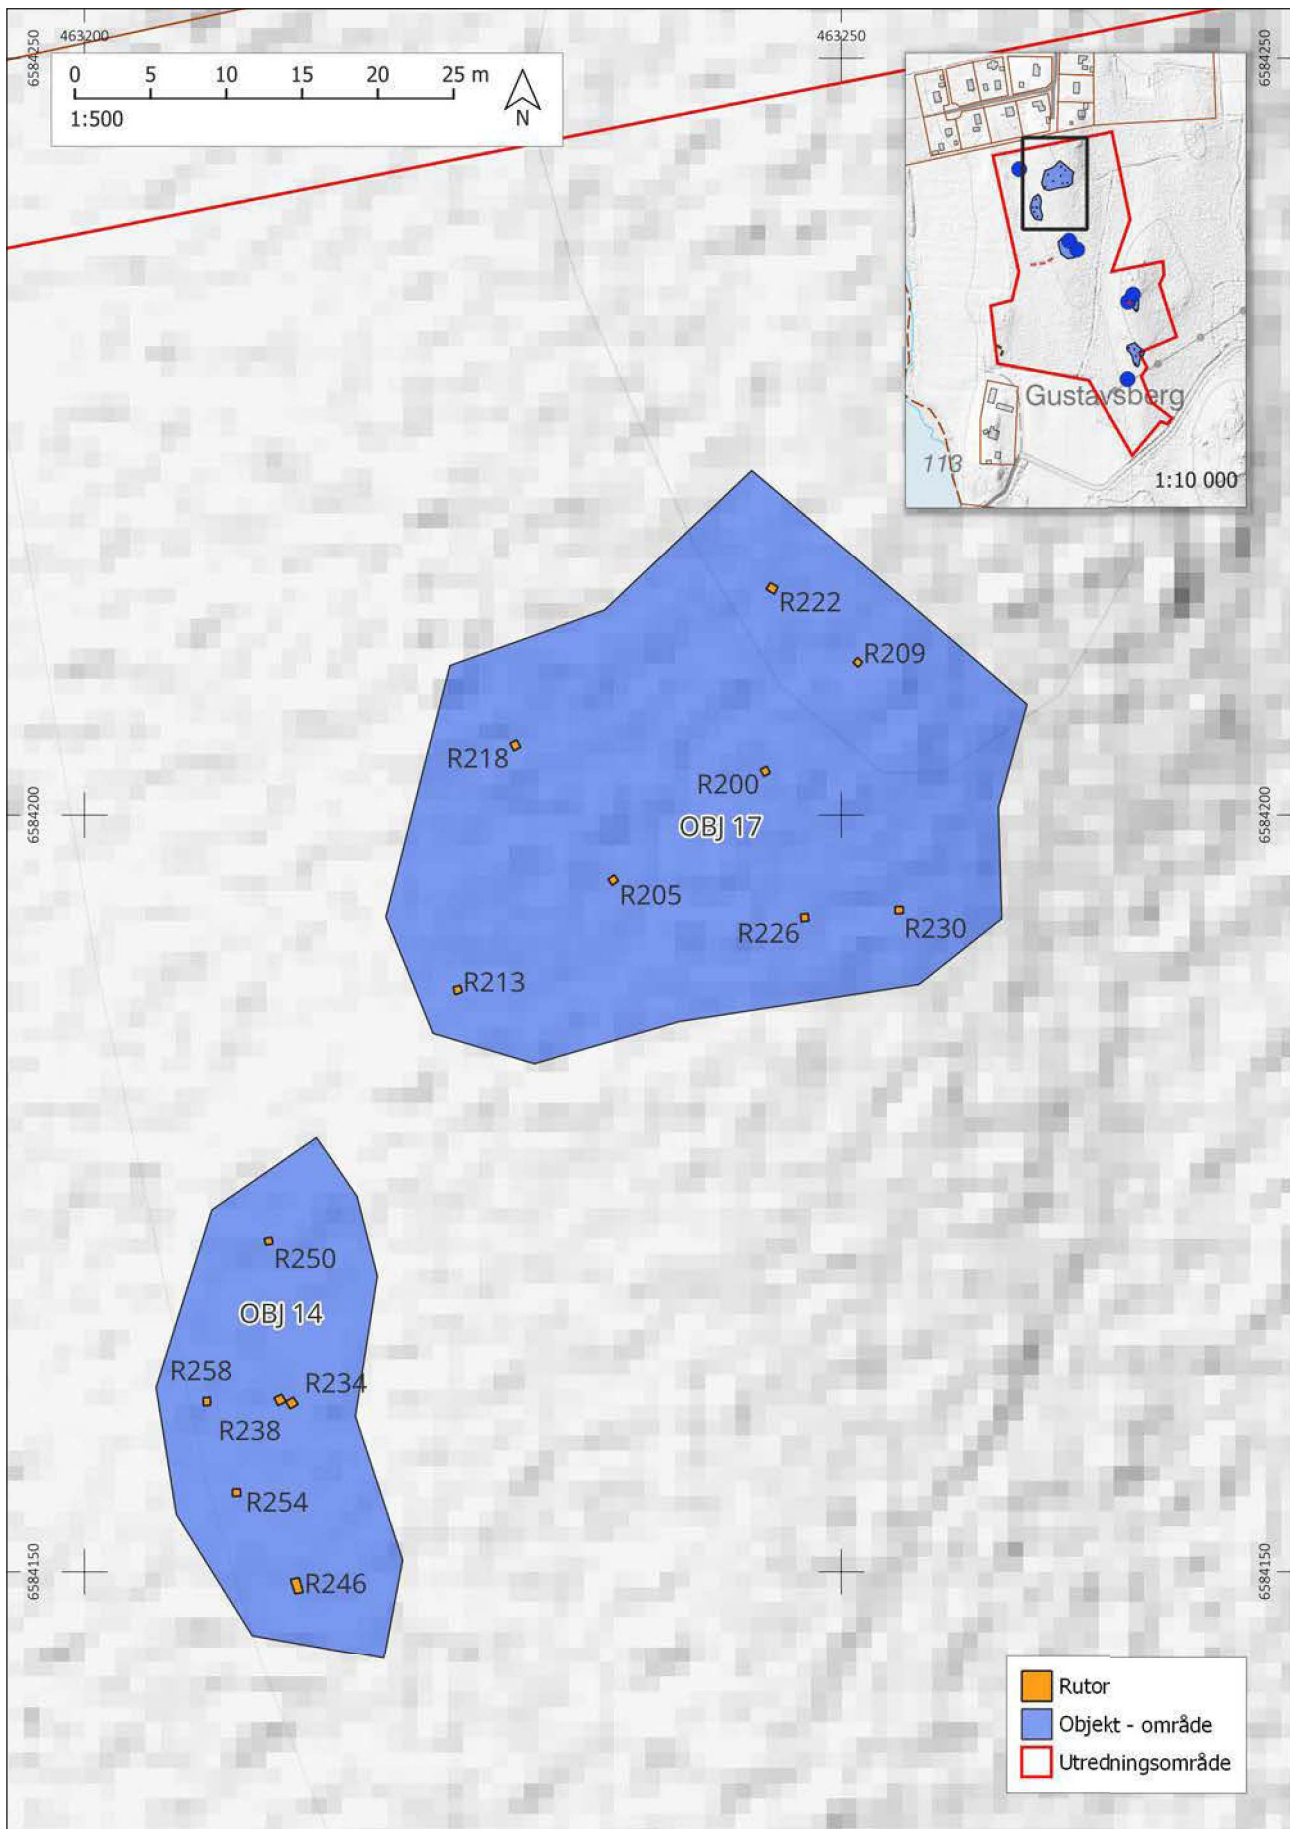 463200
463250
6584250
6584250
0 5 10 15 20 25 m
1:500
N
Gustavsberg
113
1:10 000
R222
R209
R218
R200
6584200
OBJ 17
6584200
R205
R226
R230
R213
R250
OBJ 14
R258
R234
R238
R254
R246
6584150
6584150
Rutor
Objekt - område
Utredningsområde